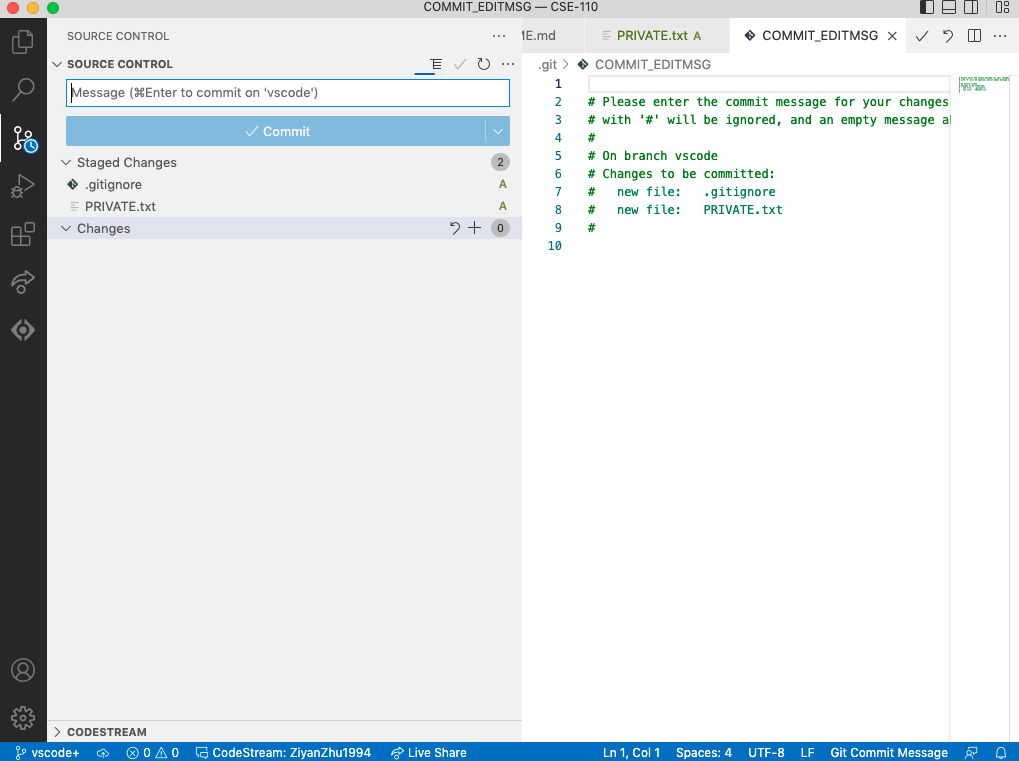 COMMIT_EDITMSG — CSE-110
SOURCE CONTROL
SOURCE CONTROL
Message (⌘Enter to commit on 'vscode')
Commit
Staged Changes 2
.gitignore A
PRIVATE.txt A
Changes 0
CODESTREAM
ME.md PRIVATE.txt A COMMIT_EDITMSG
.git > COMMIT_EDITMSG
1
2 # Please enter the commit message for your changes
3 # with '#' will be ignored, and an empty message a
4 #
5 # On branch vscode
6 # Changes to be committed:
7 # new file: .gitignore
8 # new file: PRIVATE.txt
9 #
10
vscode+ 0 0 CodeStream: ZiyanZhu1994 Live Share Ln 1, Col 1 Spaces: 4 UTF-8 LF Git Commit Message